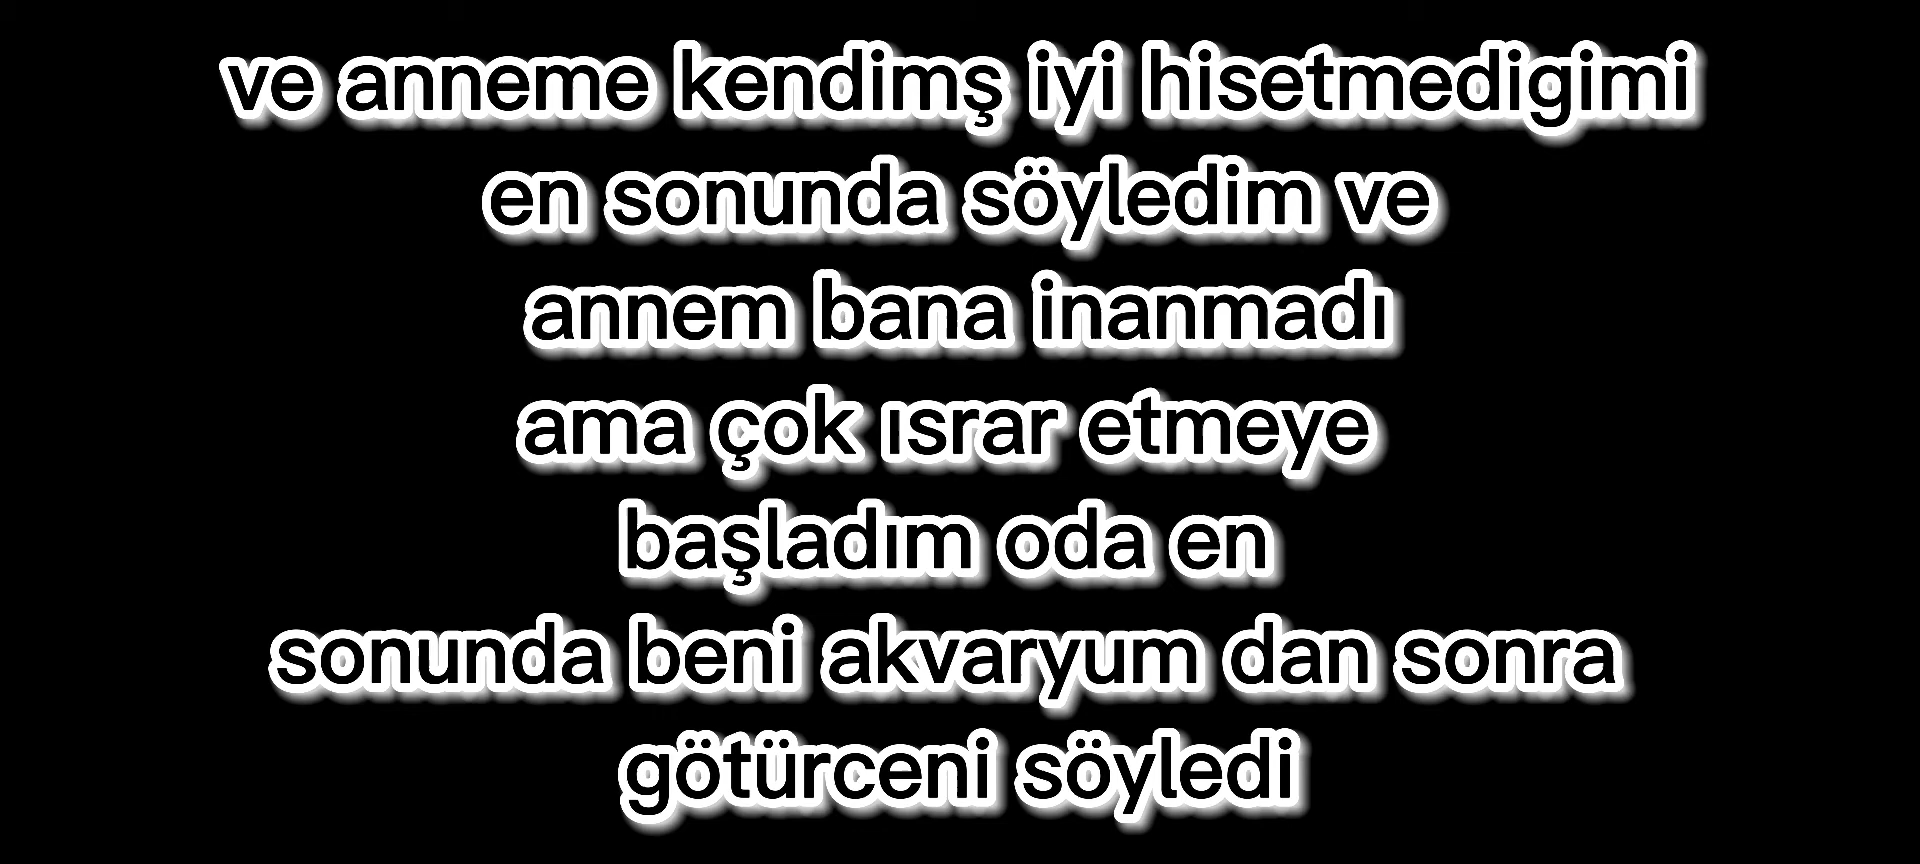 ve anneme kendimş iyi hisetmedigimi
en sonunda söyledim ve
annem bana inanmadı
ama çok ısrar etmeye
başladım oda en
sonunda beni akvaryum dan sonra
götürceni söyledi